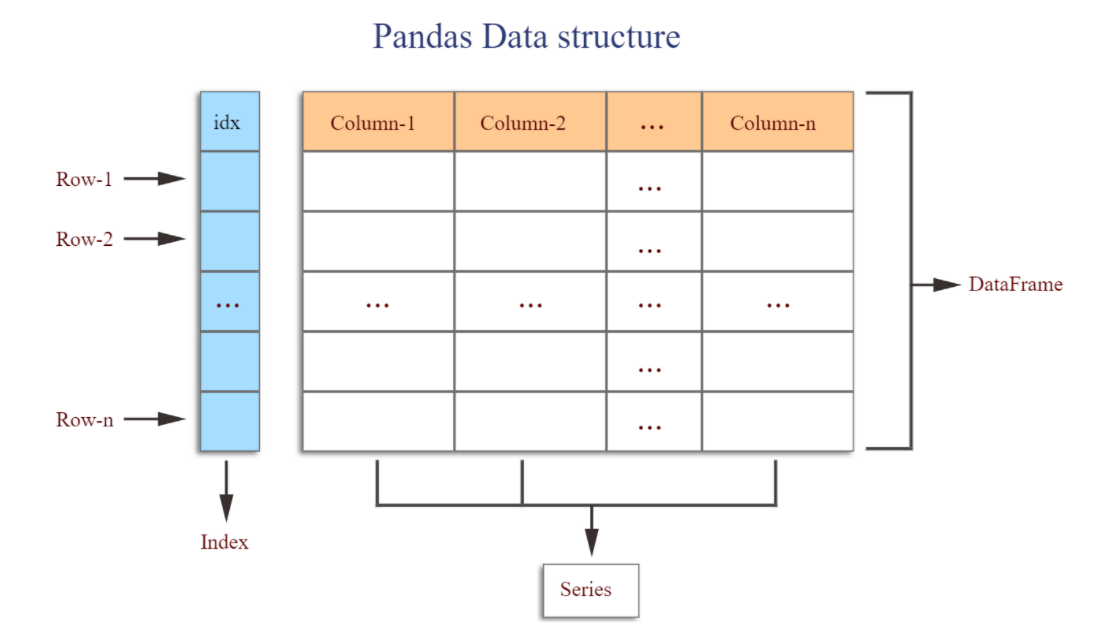 Pandas Data structure
idx Column-1 Column-2 ... Column-n
Row-1 ...
Row-2 ...
... ... ... ... ...
DataFrame
...
Row-n ...
Index
Series